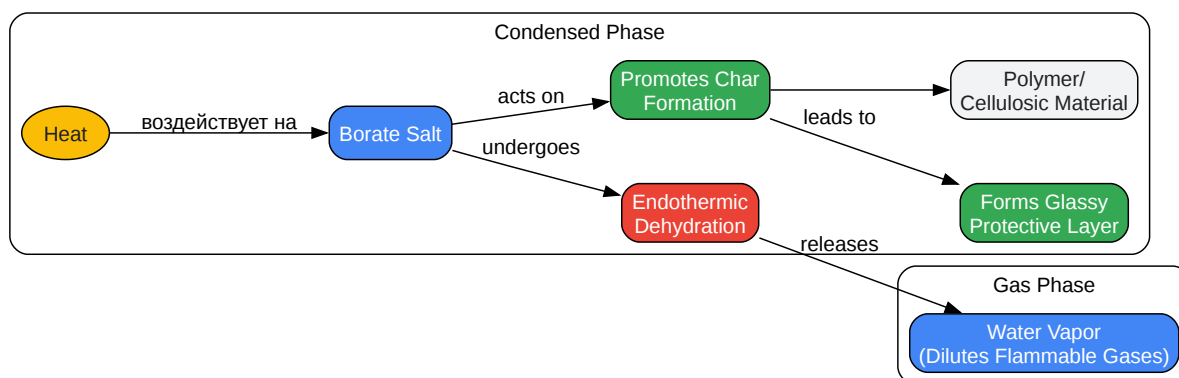 Condensed Phase
Heat
воздействует на
Borate Salt
acts on
undergoes
Promotes Char
Formation
Endothermic
Dehydration
leads to
releases
Polymer/
Cellulosic Material
Forms Glassy
Protective Layer
Gas Phase
Water Vapor
(Dilutes Flammable Gases)